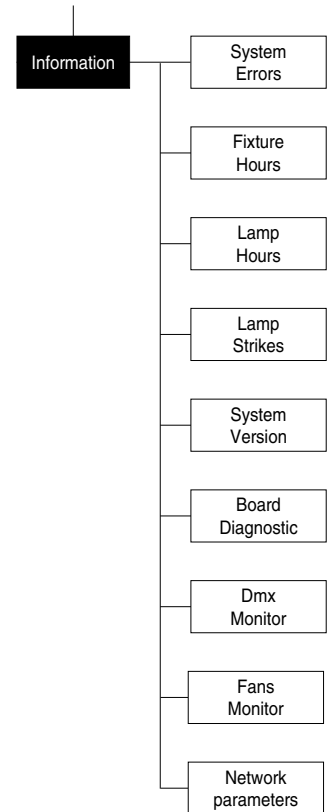 Information
System
Errors
Fixture
Hours
Lamp
Hours
Lamp
Strikes
System
Version
Board
Diagnostic
Dmx
Monitor
Fans
Monitor
Network
parameters